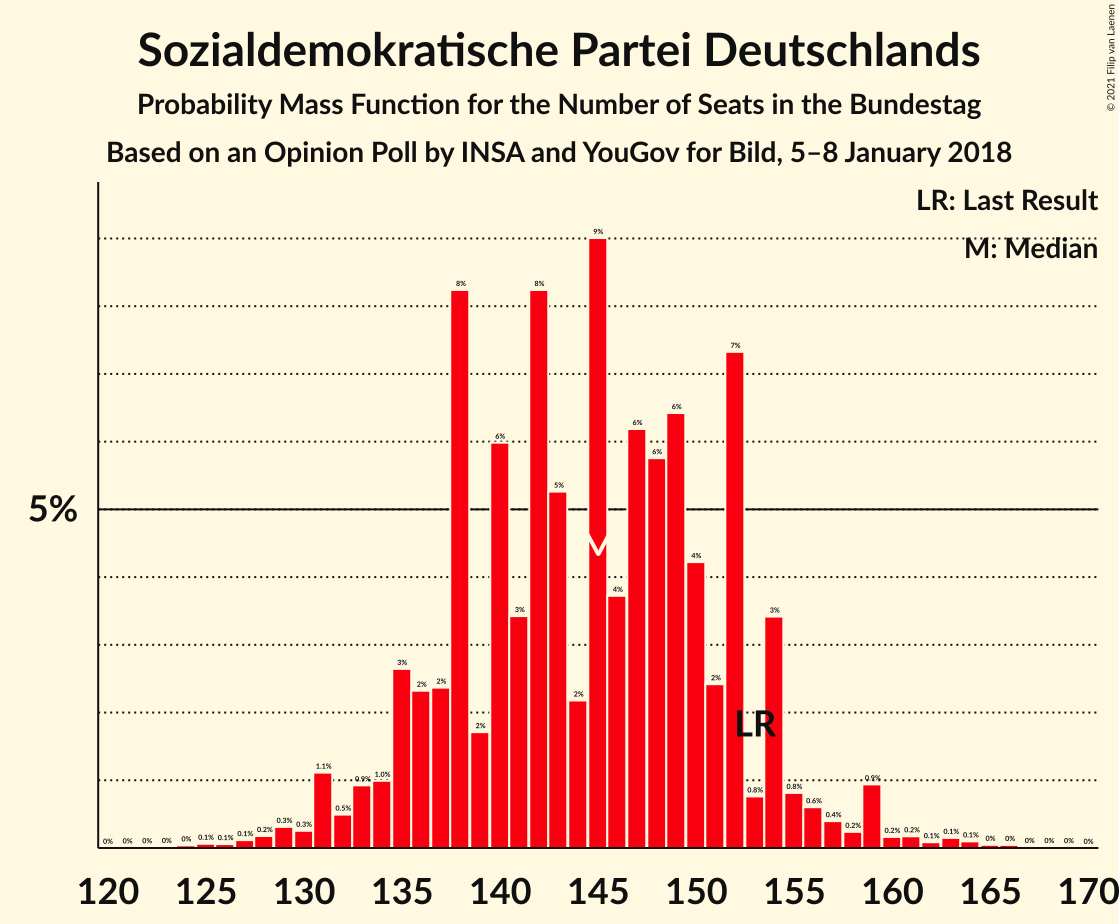 © 2021 Filip van Laenen
Sozialdemokratische Partei Deutschlands
Probability Mass Function for the Number of Seats in the Bundestag
Based on an Opinion Poll by INSA and YouGov for Bild, 5–8 January 2018
LR: Last Result
M: Median
5%
0% 0% 0% 0% 0% 0.1% 0.1% 0.1% 0.2% 0.3% 0.3% 1.1% 0.5% 0.9% 1.0% 3% 2% 2% 8% 2% 6% 3% 8% 5% 2% 9% 4% 6% 6% 6% 4% 2% 7% 0.8% 3% 0.8% 0.6% 0.4% 0.2% 0.9% 0.2% 0.2% 0.1% 0.1% 0.1% 0% 0% 0% 0% 0% 0%
LR
120 125 130 135 140 145 150 155 160 165 170